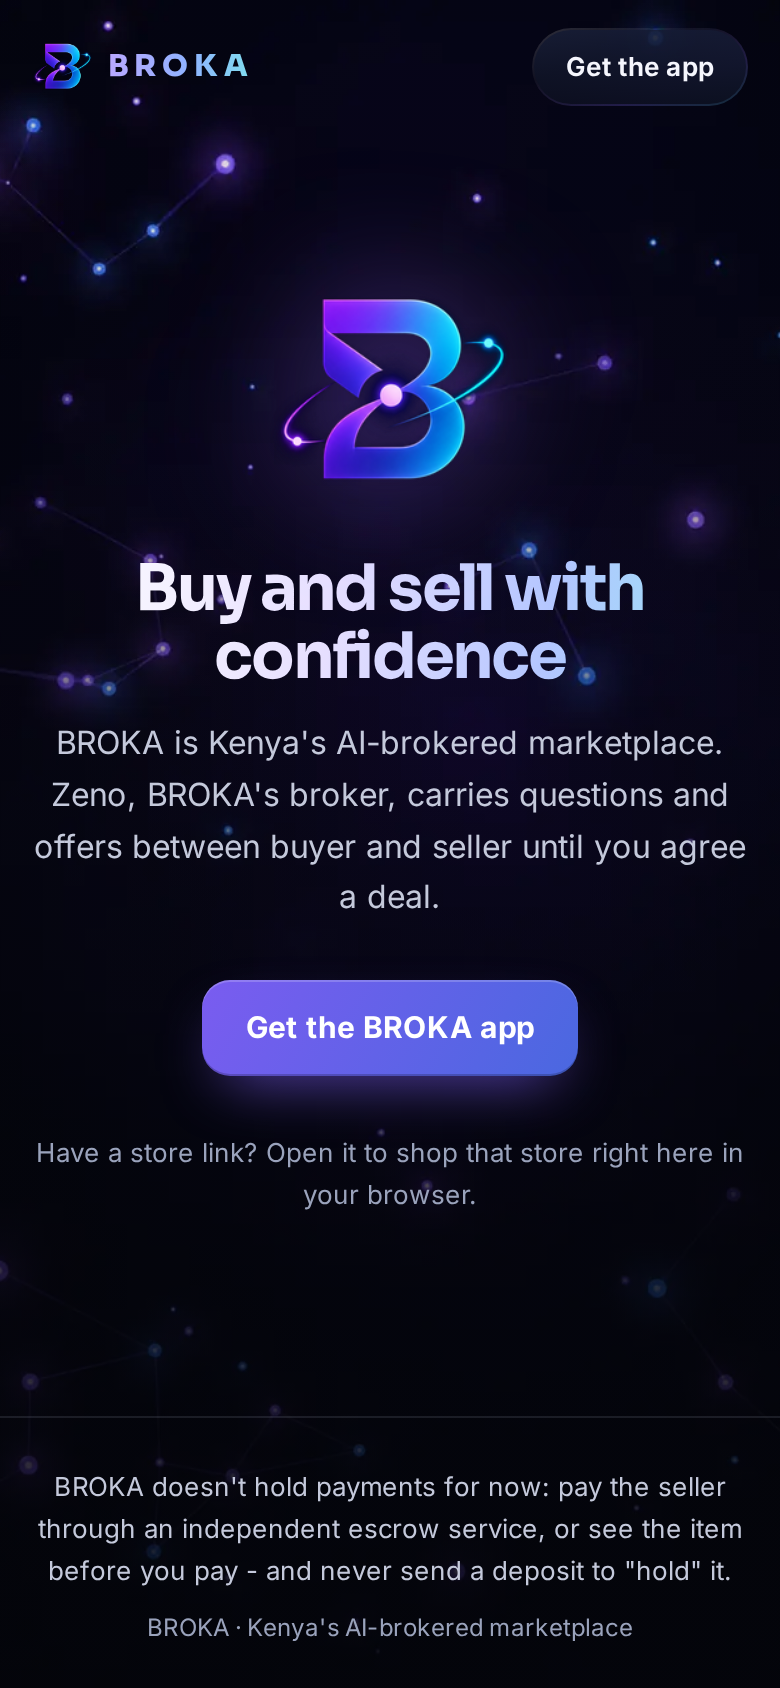 BROKA
Get the app
Buy and sell with
confidence
BROKA is Kenya's AI-brokered marketplace.
Zeno, BROKA's broker, carries questions and
offers between buyer and seller until you agree
a deal.
Get the BROKA app
Have a store link? Open it to shop that store right here in
your browser.
BROKA doesn't hold payments for now: pay the seller
through an independent escrow service, or see the item
before you pay - and never send a deposit to "hold" it.
BROKA · Kenya's AI-brokered marketplace